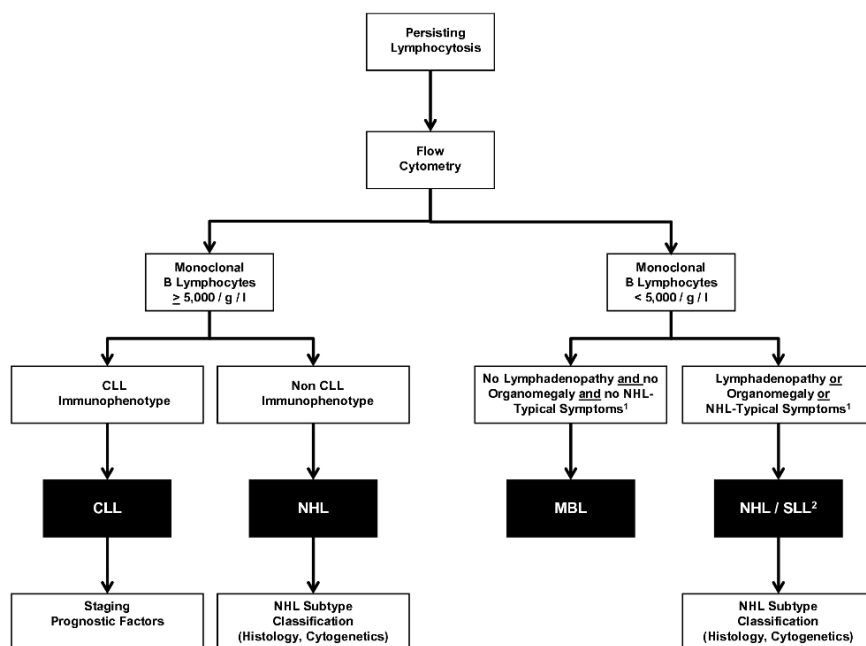 Persisting
Lymphocytosis
Flow
Cytometry
Monoclonal
B Lymphocytes
≥ 5,000 / g / l
Monoclonal
B Lymphocytes
< 5,000 / g / l
CLL
Immunophenotype
Non CLL
Immunophenotype
No Lymphadenopathy and no
Organomegaly and no NHL-
Typical Symptoms¹
Lymphadenopathy or
Organomegaly or
NHL-Typical Symptoms¹
CLL
NHL
MBL
NHL / SLL²
Staging
Prognostic Factors
NHL Subtype
Classification
(Histology, Cytogenetics)
NHL Subtype
Classification
(Histology, Cytogenetics)